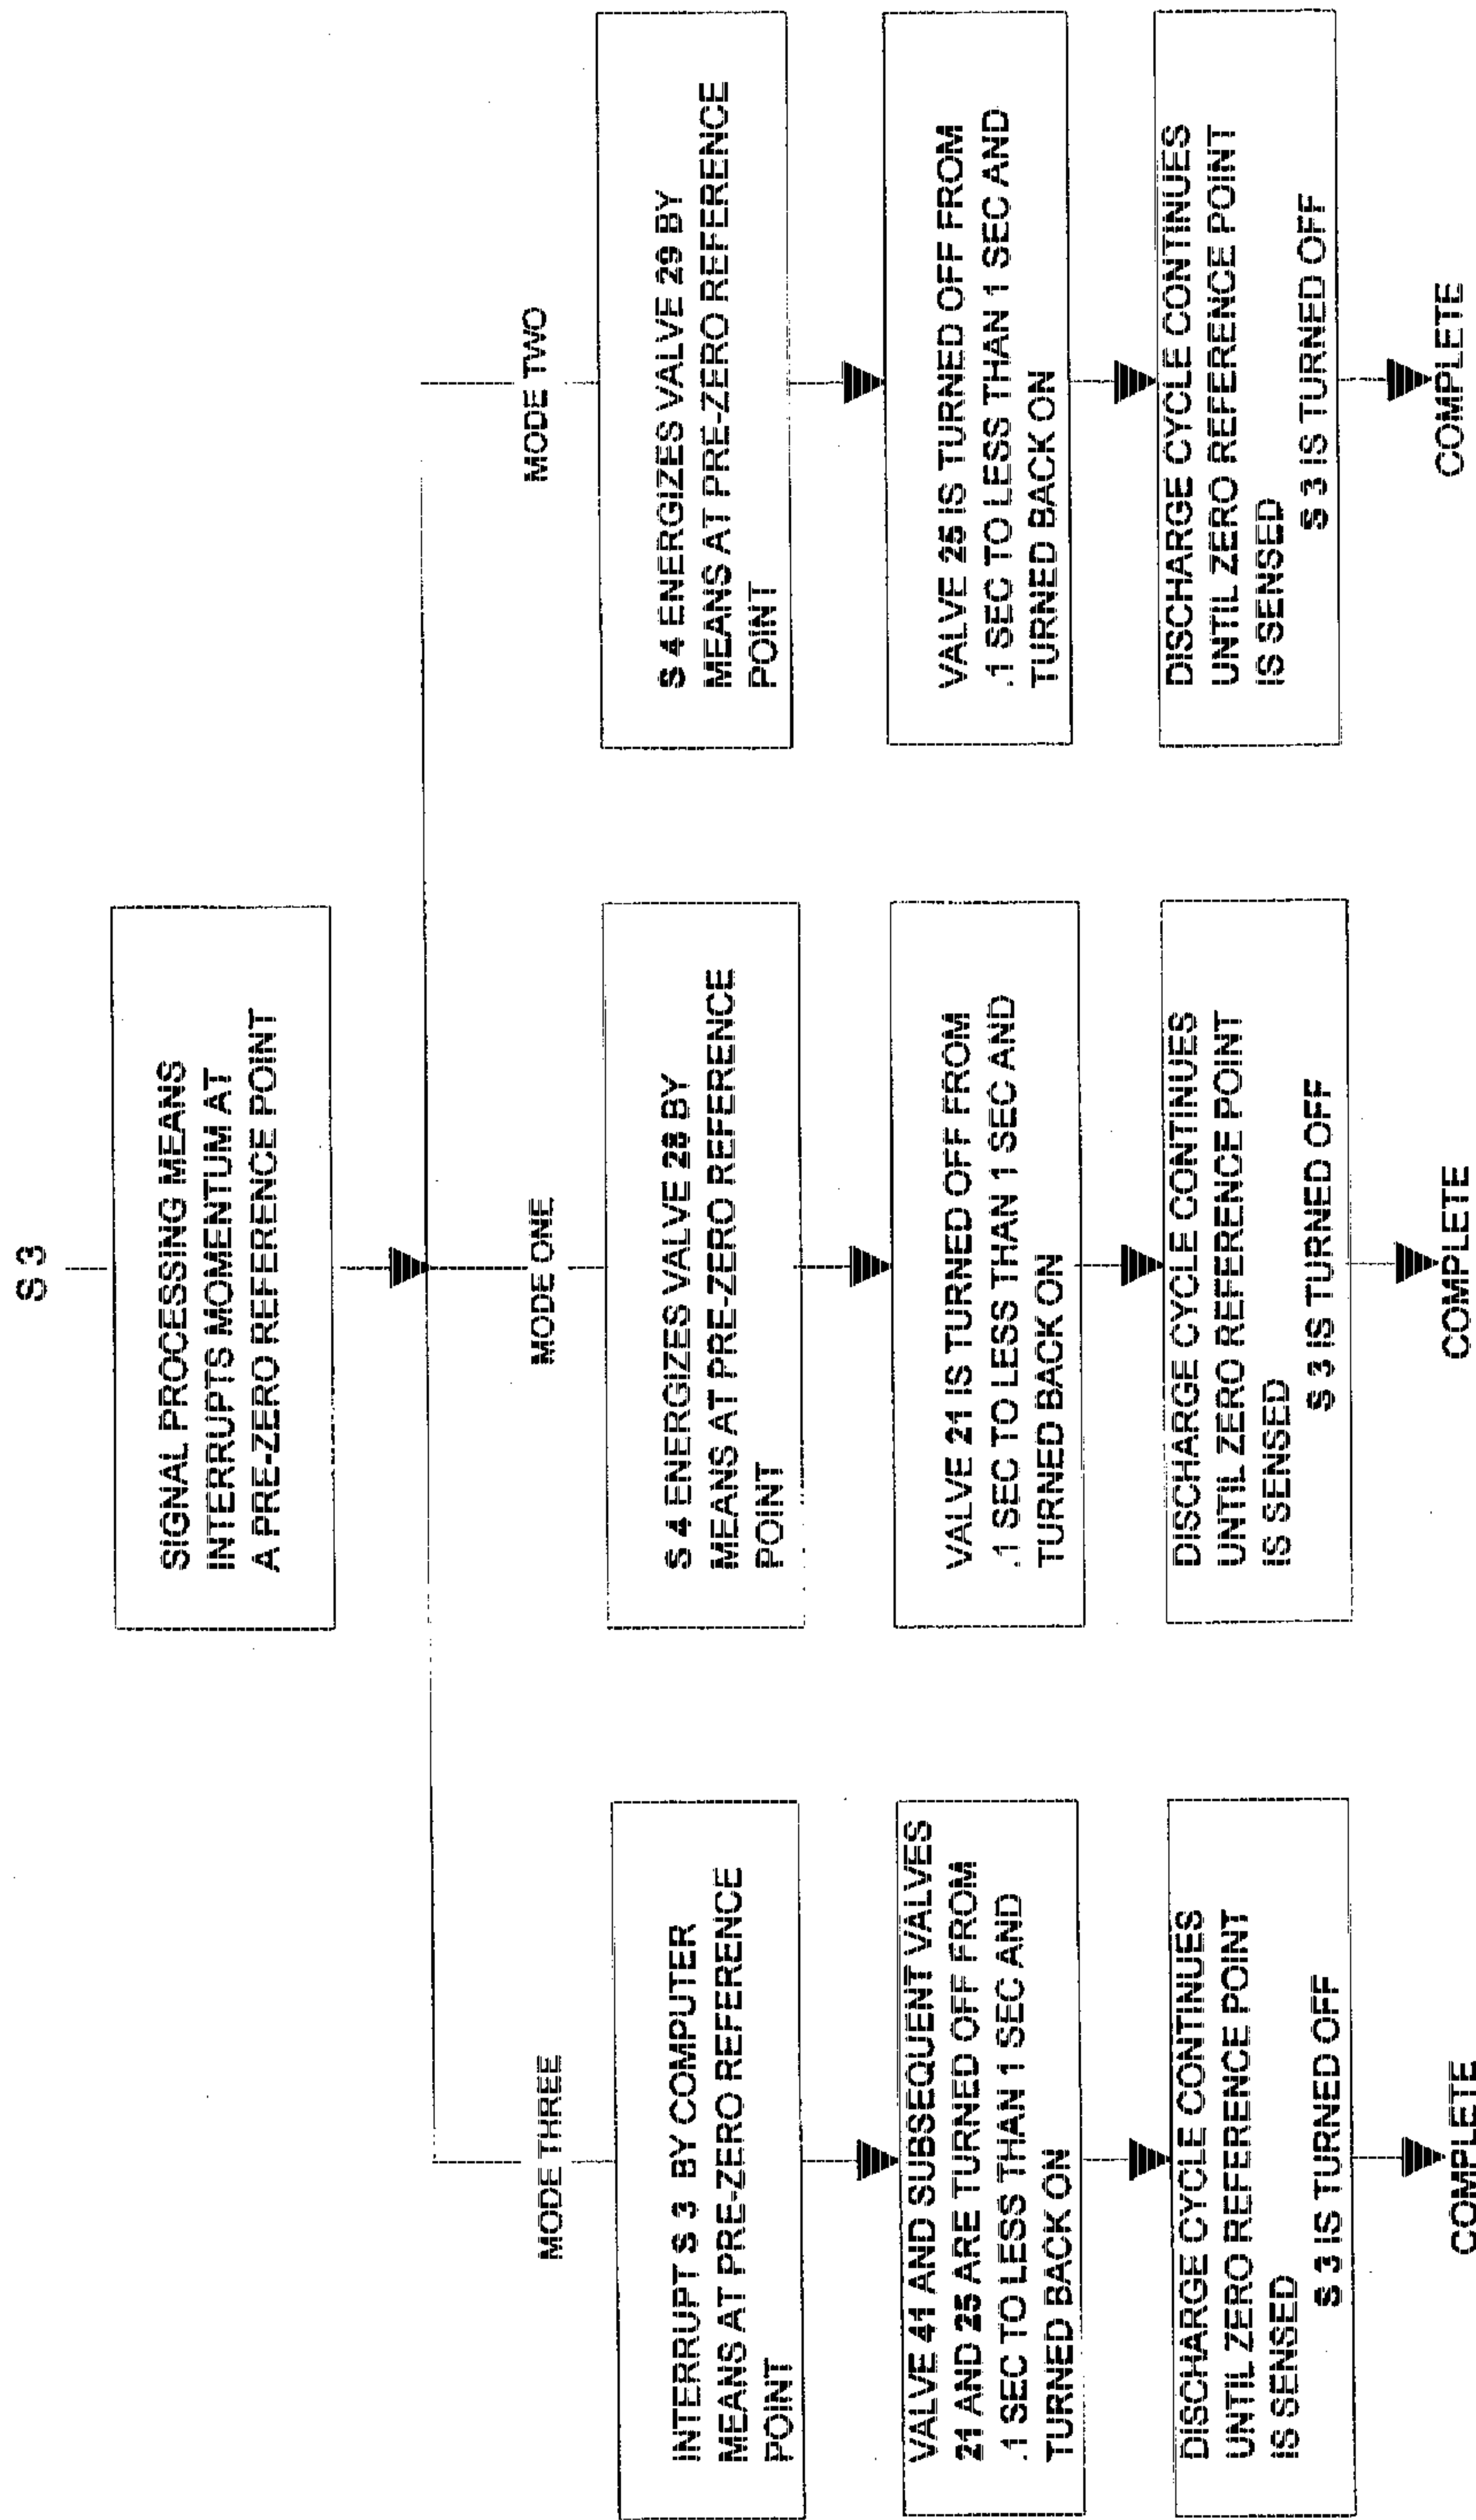 S 3
SIGNAL PROCESSING MEANS
INTERRUPTS MOMENTUM AT
A PRE-ZERO REFERENCE POINT
MODE THREE
INTERRUPT S 3 BY COMPUTER
MEANS AT PRE-ZERO REFERENCE
POINT
VALVE 41 AND SUBSEQUENT VALVES
21 AND 25 ARE TURNED OFF FROM
.1 SEC TO LESS THAN 1 SEC AND
TURNED BACK ON
DISCHARGE CYCLE CONTINUES
UNTIL ZERO REFERENCE POINT
IS SENSED
S 3 IS TURNED OFF
COMPLETE
MODE ONE
S 4 ENERGIZES VALVE 28 BY
MEANS AT PRE-ZERO REFERENCE
POINT
VALVE 21 IS TURNED OFF FROM
.1 SEC TO LESS THAN 1 SEC AND
TURNED BACK ON
DISCHARGE CYCLE CONTINUES
UNTIL ZERO REFERENCE POINT
IS SENSED
S 3 IS TURNED OFF
COMPLETE
MODE TWO
S 4 ENERGIZES VALVE 29 BY
MEANS AT PRE-ZERO REFERENCE
POINT
VALVE 25 IS TURNED OFF FROM
.1 SEC TO LESS THAN 1 SEC AND
TURNED BACK ON
DISCHARGE CYCLE CONTINUES
UNTIL ZERO REFERENCE POINT
IS SENSED
S 3 IS TURNED OFF
COMPLETE